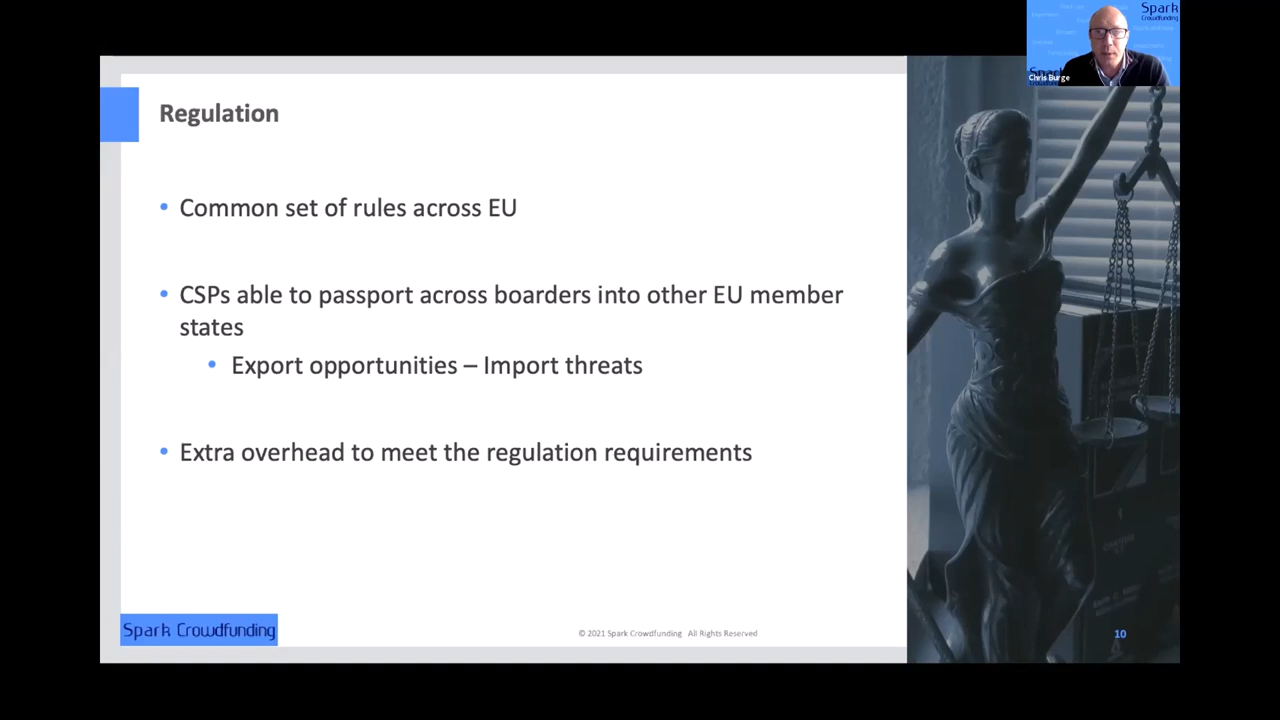 Spark
Crowdfunding
Chris Burge
Regulation
• Common set of rules across EU
• CSPs able to passport across boarders into other EU member
states
• Export opportunities – Import threats
• Extra overhead to meet the regulation requirements
Spark Crowdfunding
© 2021 Spark Crowdfunding All Rights Reserved
10